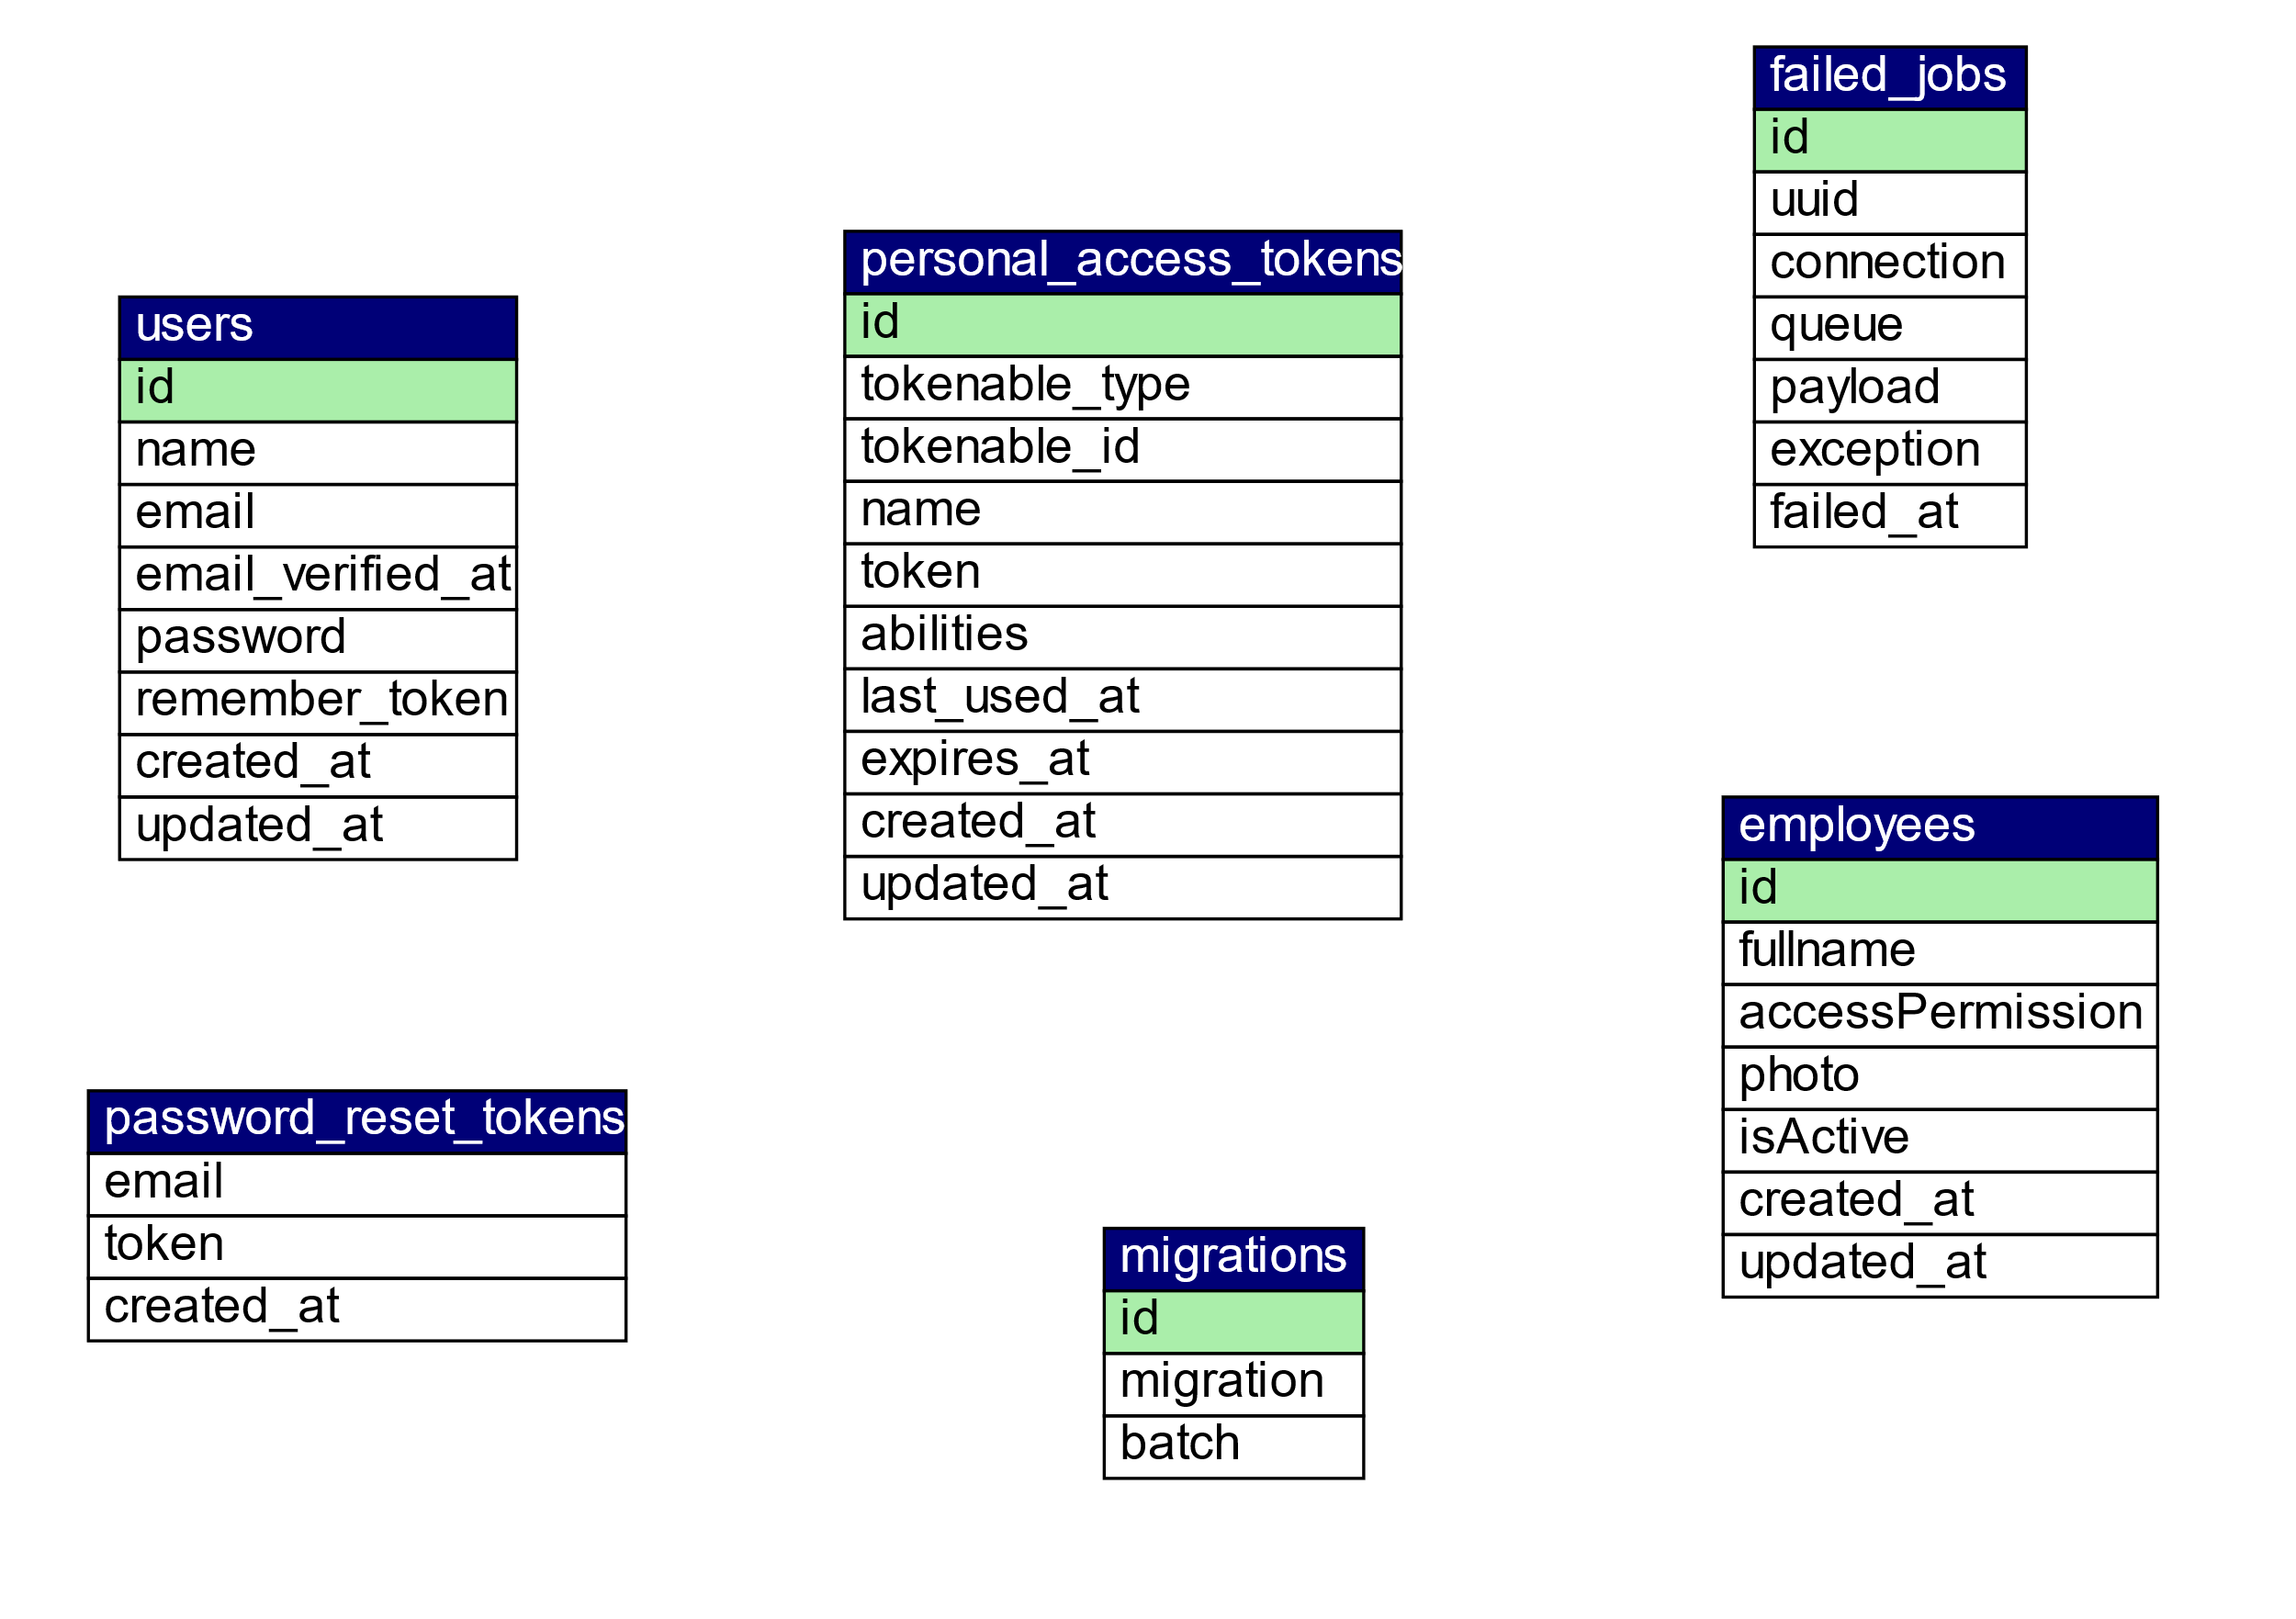 users
id
name
email
email_verified_at
password
remember_token
created_at
updated_at
personal_access_tokens
id
tokenable_type
tokenable_id
name
token
abilities
last_used_at
expires_at
created_at
updated_at
failed_jobs
id
uuid
connection
queue
payload
exception
failed_at
password_reset_tokens
email
token
created_at
migrations
id
migration
batch
employees
id
fullname
accessPermission
photo
isActive
created_at
updated_at